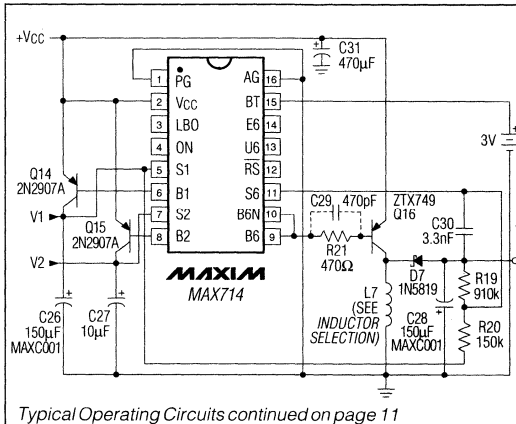 +VCC
C31
470µF
1 PG AG 16
2 VCC BT 15
3 LBO E6 14
4 ON U6 13
5 S1 RS 12
6 B1 S6 11
7 S2 B6N 10
8 B2 B6 9
3V
Q14
2N2907A
V1
Q15
2N2907A
V2
C29 470pF
ZTX749
Q16
R21
470Ω
C30
3.3nF
MAXIM
MAX714
D7
1N5819
R19
910k
C26
150µF
MAXC001
C27
10µF
L7
(SEE
INDUCTOR
SELECTION)
C28
150µF
MAXC001
R20
150k
Typical Operating Circuits continued on page 11